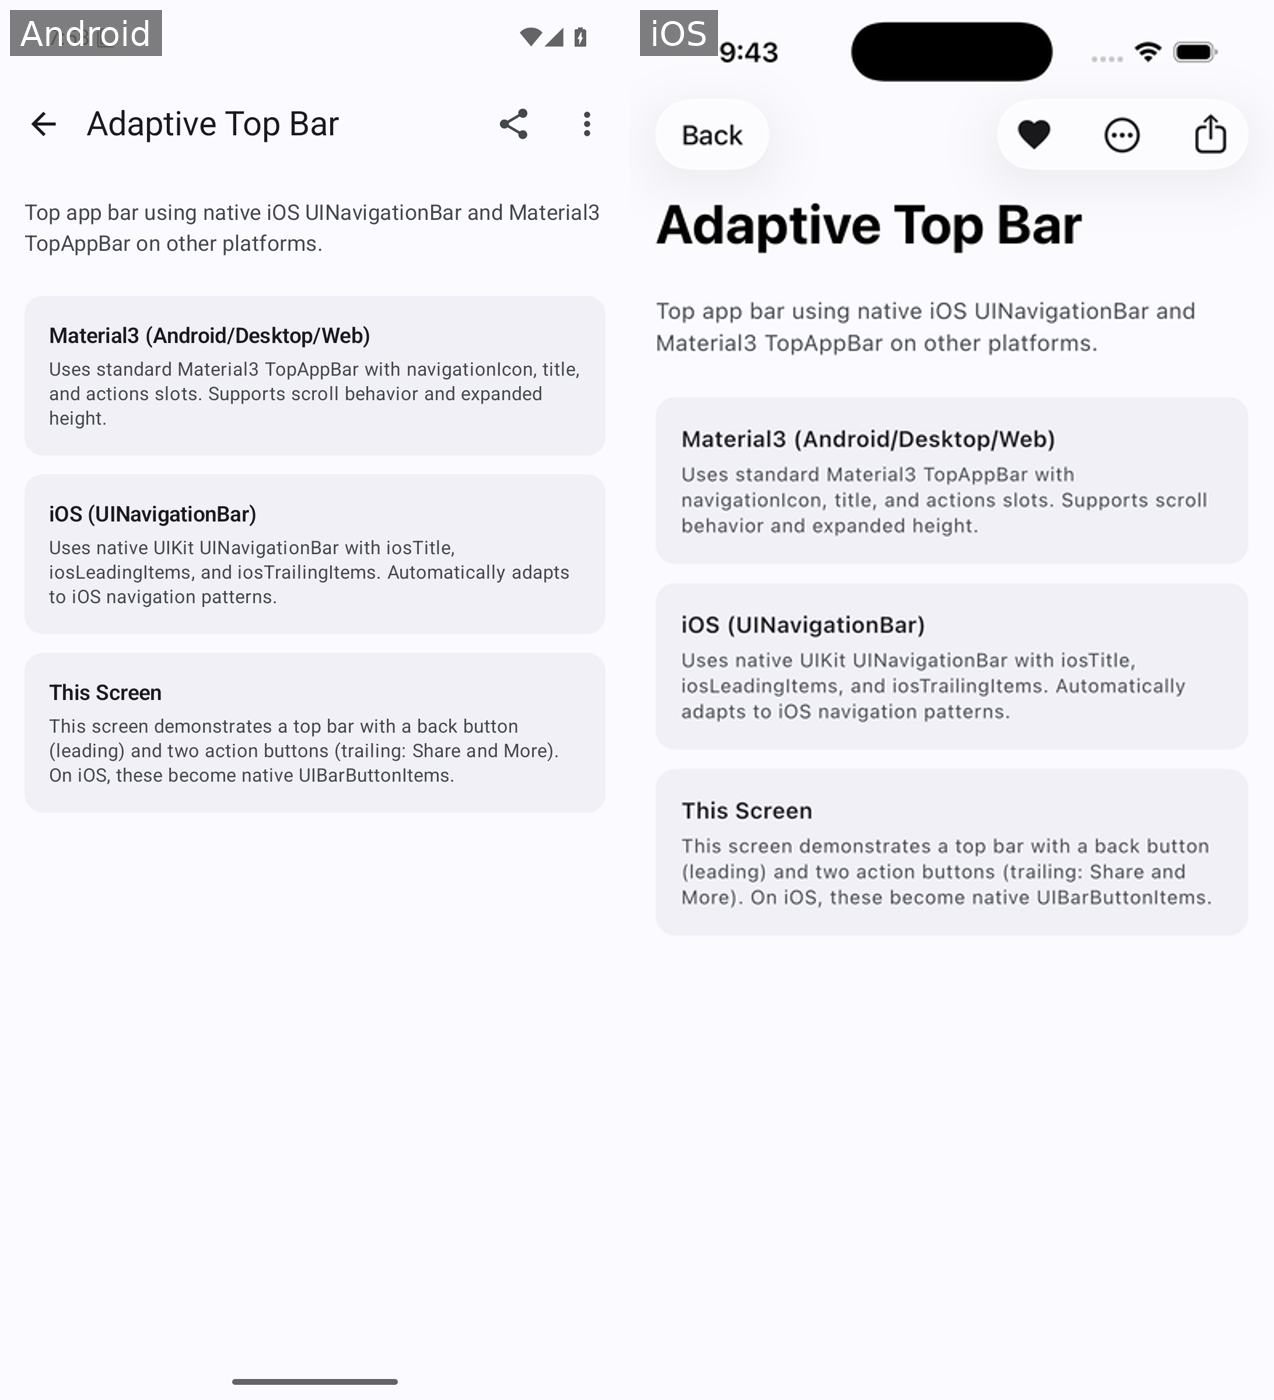 Android
Adaptive Top Bar
Top app bar using native iOS UINavigationBar and Material3
TopAppBar on other platforms.
Material3 (Android/Desktop/Web)
Uses standard Material3 TopAppBar with navigationIcon, title,
and actions slots. Supports scroll behavior and expanded
height.
iOS (UINavigationBar)
Uses native UIKit UINavigationBar with iosTitle,
iosLeadingItems, and iosTrailingItems. Automatically adapts
to iOS navigation patterns.
This Screen
This screen demonstrates a top bar with a back button
(leading) and two action buttons (trailing: Share and More).
On iOS, these become native UIBarButtonItems.
iOS
9:43
Back
Adaptive Top Bar
Top app bar using native iOS UINavigationBar and
Material3 TopAppBar on other platforms.
Material3 (Android/Desktop/Web)
Uses standard Material3 TopAppBar with
navigationIcon, title, and actions slots. Supports scroll
behavior and expanded height.
iOS (UINavigationBar)
Uses native UIKit UINavigationBar with iosTitle,
iosLeadingItems, and iosTrailingItems. Automatically
adapts to iOS navigation patterns.
This Screen
This screen demonstrates a top bar with a back button
(leading) and two action buttons (trailing: Share and
More). On iOS, these become native UIBarButtonItems.